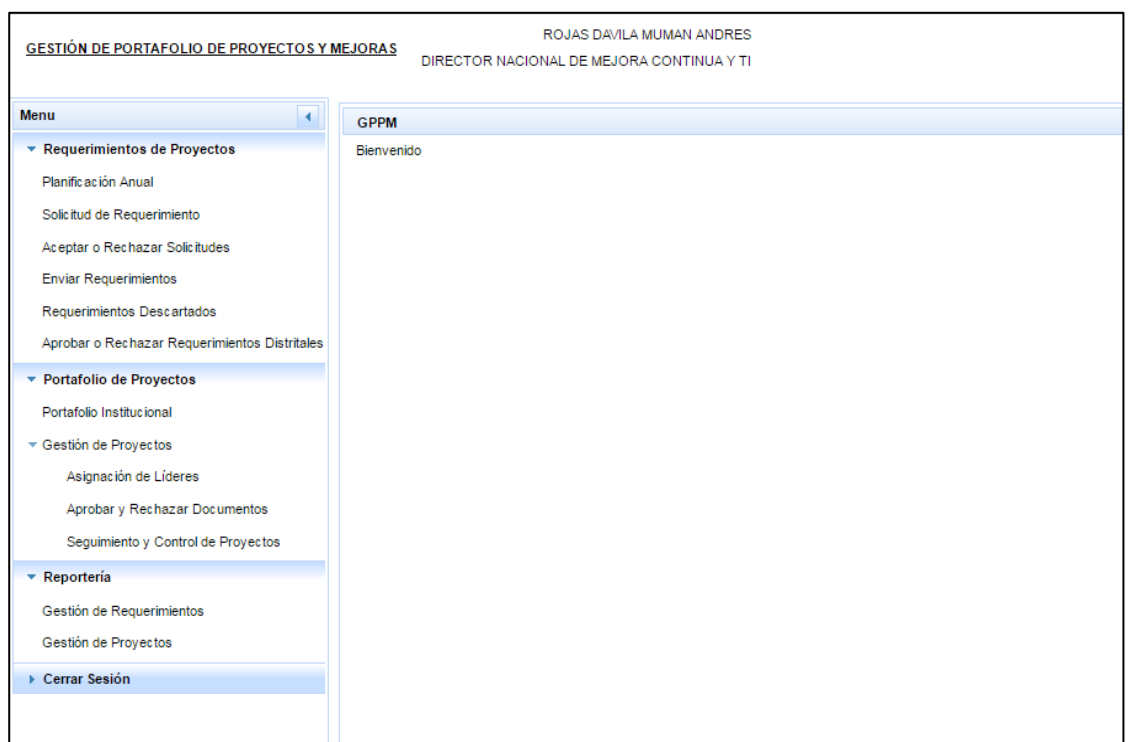 GESTIÓN DE PORTAFOLIO DE PROYECTOS Y MEJORAS
ROJAS DAVILA MUMAN ANDRES
DIRECTOR NACIONAL DE MEJORA CONTINUA Y TI
Menu
Requerimientos de Proyectos
Planificación Anual
Solicitud de Requerimiento
Aceptar o Rechazar Solicitudes
Enviar Requerimientos
Requerimientos Descartados
Aprobar o Rechazar Requerimientos Distritales
Portafolio de Proyectos
Portafolio Institucional
Gestión de Proyectos
Asignación de Líderes
Aprobar y Rechazar Documentos
Seguimiento y Control de Proyectos
Reportería
Gestión de Requerimientos
Gestión de Proyectos
Cerrar Sesión
GPPM
Bienvenido